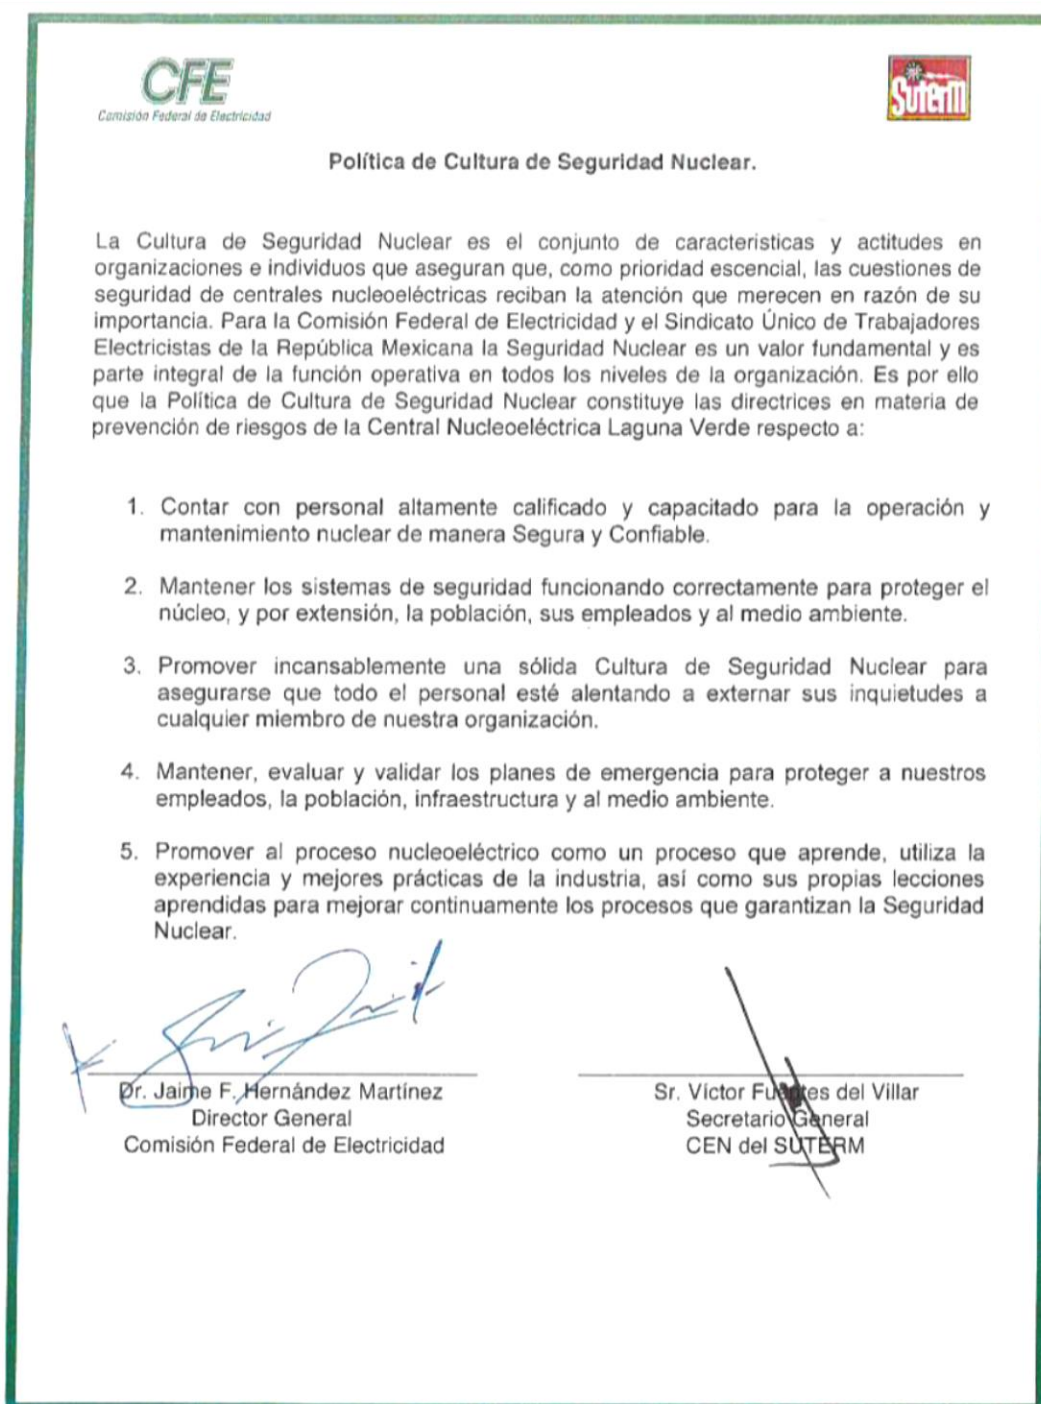 CFE
Comisión Federal de Electricidad
Suterm
Política de Cultura de Seguridad Nuclear.
La Cultura de Seguridad Nuclear es el conjunto de caracteristicas y actitudes en
organizaciones e individuos que aseguran que, como prioridad escencial, las cuestiones de
seguridad de centrales nucleoeléctricas reciban la atención que merecen en razón de su
importancia. Para la Comisión Federal de Electricidad y el Sindicato Único de Trabajadores
Electricistas de la República Mexicana la Seguridad Nuclear es un valor fundamental y es
parte integral de la función operativa en todos los niveles de la organización. Es por ello
que la Política de Cultura de Seguridad Nuclear constituye las directrices en materia de
prevención de riesgos de la Central Nucleoeléctrica Laguna Verde respecto a:
1. Contar con personal altamente calificado y capacitado para la operación y
mantenimiento nuclear de manera Segura y Confiable.
2. Mantener los sistemas de seguridad funcionando correctamente para proteger el
núcleo, y por extensión, la población, sus empleados y al medio ambiente.
3. Promover incansablemente una sólida Cultura de Seguridad Nuclear para
asegurarse que todo el personal esté alentando a externar sus inquietudes a
cualquier miembro de nuestra organización.
4. Mantener, evaluar y validar los planes de emergencia para proteger a nuestros
empleados, la población, infraestructura y al medio ambiente.
5. Promover al proceso nucleoeléctrico como un proceso que aprende, utiliza la
experiencia y mejores prácticas de la industria, así como sus propias lecciones
aprendidas para mejorar continuamente los procesos que garantizan la Seguridad
Nuclear.
Dr. Jaime F. Hernández Martínez
Director General
Comisión Federal de Electricidad
Sr. Víctor Fuentes del Villar
Secretario General
CEN del SUTERM